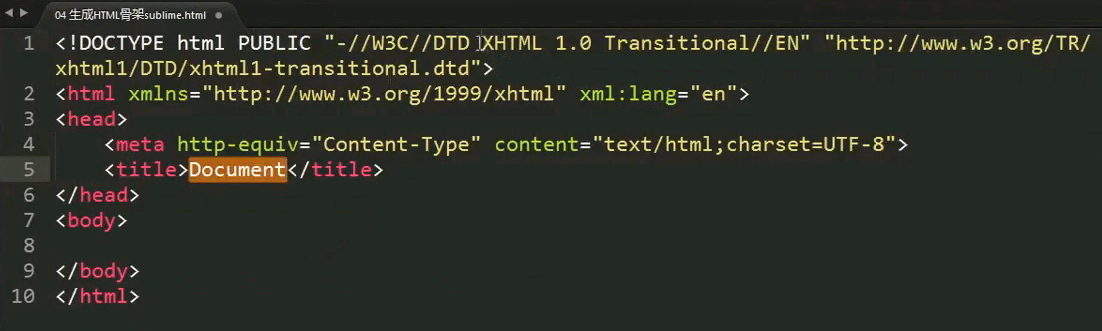 04 生成HTML骨架sublime.html
1 <!DOCTYPE html PUBLIC "-//W3C//DTD XHTML 1.0 Transitional//EN" "http://www.w3.org/TR/
xhtml1/DTD/xhtml1-transitional.dtd">
2 <html xmlns="http://www.w3.org/1999/xhtml" xml:lang="en">
3 <head>
4     <meta http-equiv="Content-Type" content="text/html;charset=UTF-8">
5     <title>Document</title>
6 </head>
7 <body>
8
9 </body>
10 </html>